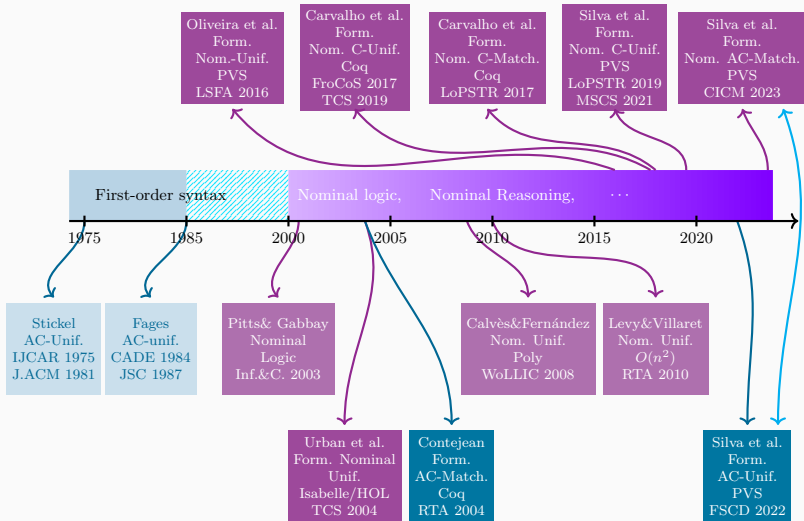 Oliveira et al.
Form.
Nom.-Unif.
PVS
LSFA 2016
Carvalho et al.
Form.
Nom. C-Unif.
Coq
FroCoS 2017
TCS 2019
Carvalho et al.
Form.
Nom. C-Match.
Coq
LoPSTR 2017
Silva et al.
Form.
Nom. C-Unif.
PVS
LoPSTR 2019
MSCS 2021
Silva et al.
Form.
Nom. AC-Match.
PVS
CICM 2023
First-order syntax
Nominal logic,
Nominal Reasoning,
...
1975
1985
2000
2005
2010
2015
2020
Stickel
AC-Unif.
IJCAR 1975
J.ACM 1981
Fages
AC-unif.
CADE 1984
JSC 1987
Pitts& Gabbay
Nominal
Logic
Inf.&C. 2003
Calvès&Fernández
Nom. Unif.
Poly
WoLLIC 2008
Levy&Villaret
Nom. Unif.
O(n²)
RTA 2010
Urban et al.
Form. Nominal
Unif.
Isabelle/HOL
TCS 2004
Contejean
Form.
AC-Match.
Coq
RTA 2004
Silva et al.
Form.
AC-Unif.
PVS
FSCD 2022